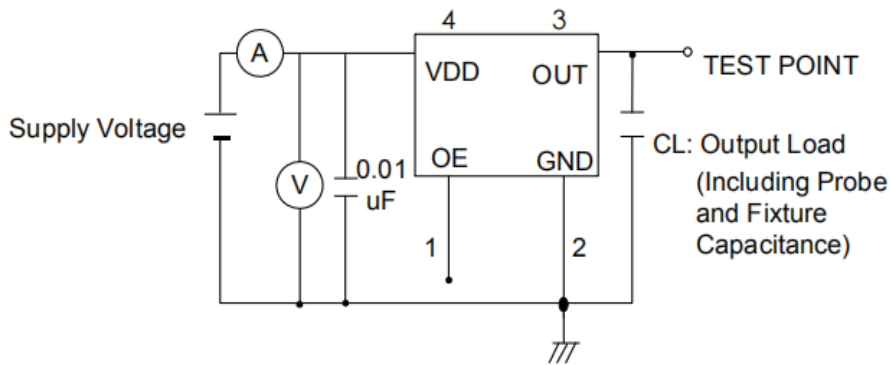 4 3
A
VDD
OUT
TEST POINT
Supply Voltage
OE
GND
V
0.01
uF
CL: Output Load
(Including Probe
and Fixture
Capacitance)
1
2